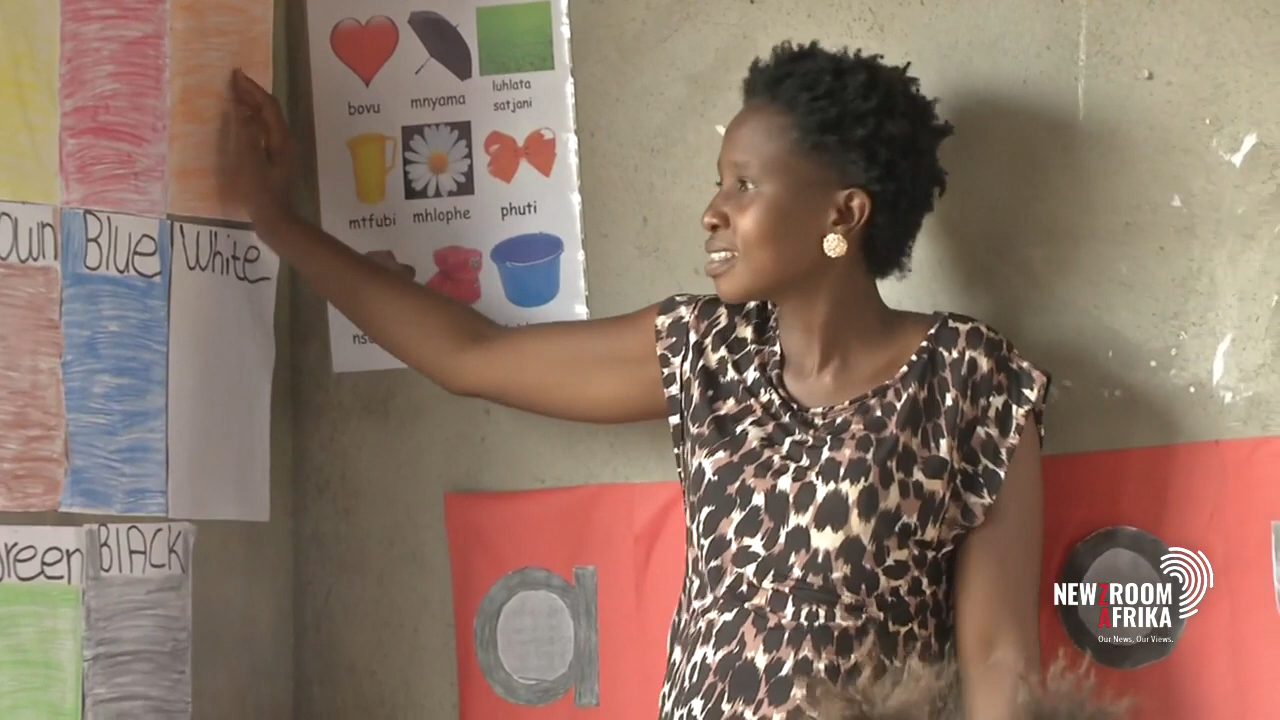 bovu
mnyama
luhlata
satjani
mtfubi
mhlophe
phuti
own
Blue
White
reen
BlACK
a
o
NEWZROOM
AFRIKA
Our News, Our Views.